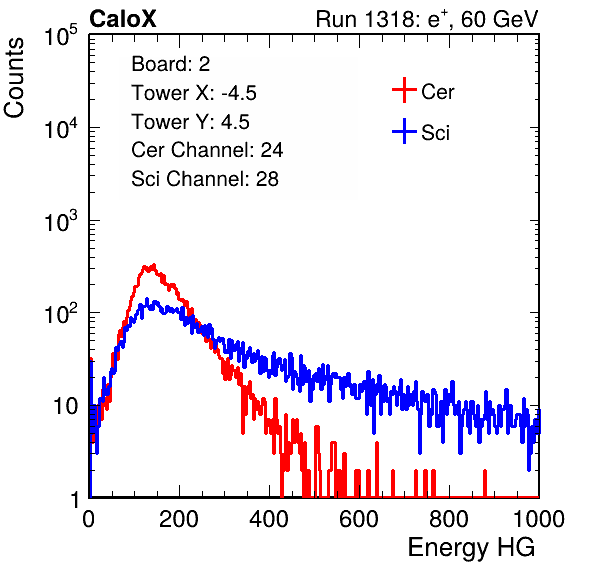 CaloX Run 1318: e⁺, 60 GeV
Counts
Board: 2
Tower X: -4.5
Tower Y: 4.5
Cer Channel: 24
Sci Channel: 28
Cer
Sci
10⁵
10⁴
10³
10²
10
1
0 200 400 600 800 1000
Energy HG